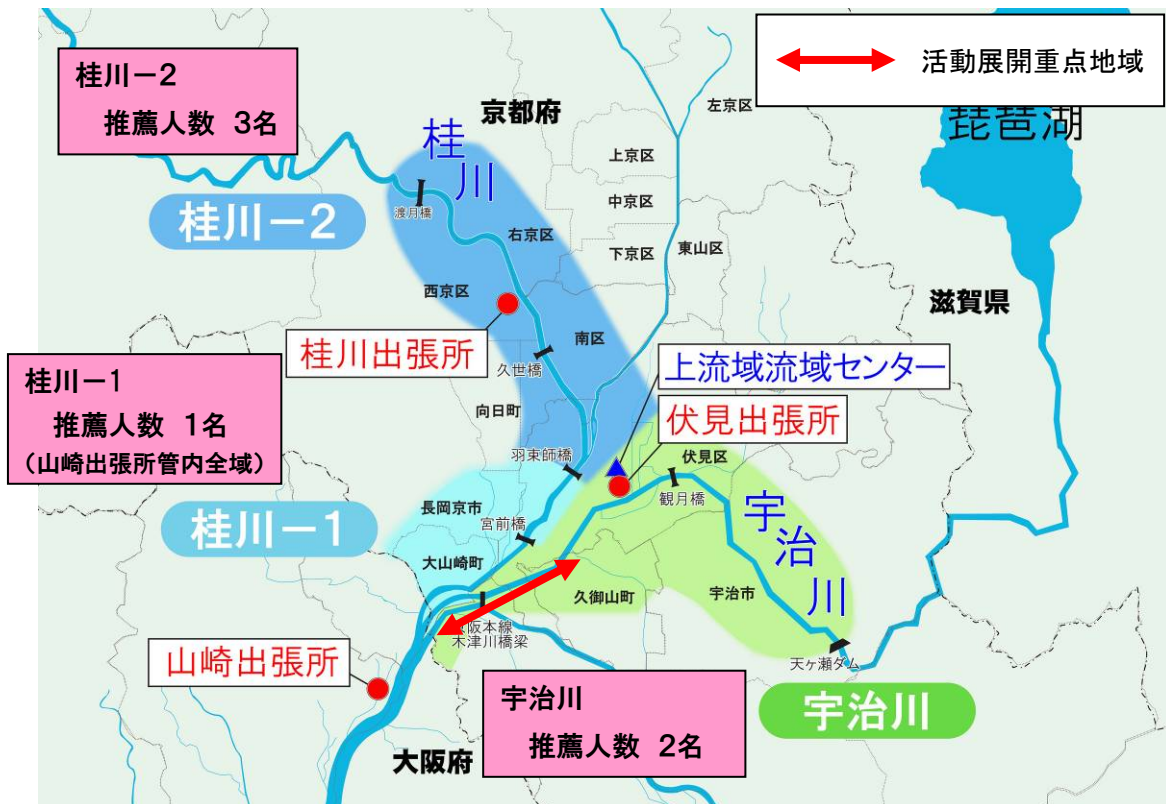 桂川-2
推薦人数 3名
活動展開重点地域
京都府
左京区
琵琶湖
桂川
上京区
中京区
渡月橋
桂川-2
右京区
下京区
東山区
西京区
滋賀県
南区
桂川出張所
久世橋
上流域流域センター
桂川-1
推薦人数 1名
(山崎出張所管内全域)
向日町
伏見出張所
羽束師橋
伏見区
観月橋
長岡京市
宮前橋
宇治川
桂川-1
大山崎町
久御山町
宇治市
阪本線
木津川橋梁
天ヶ瀬ダム
山崎出張所
宇治川
推薦人数 2名
宇治川
大阪府